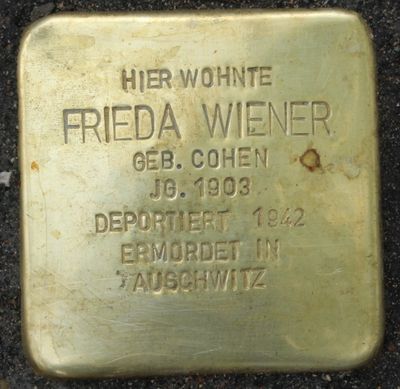 HIER WOHNTE
FRIEDA WIENER
GEB. COHEN
JG. 1903
DEPORTIERT 1942
ERMORDET IN
AUSCHWITZ